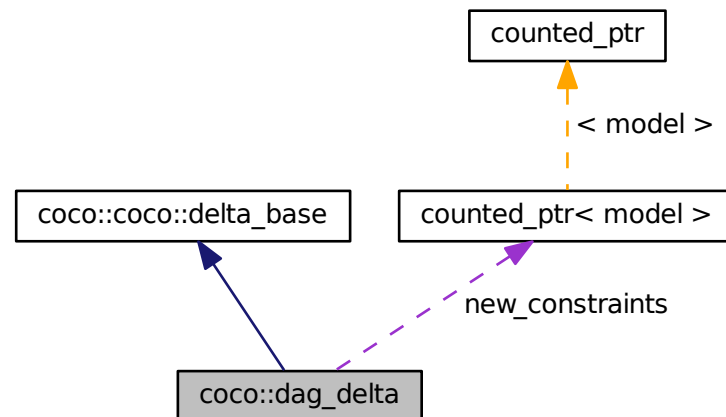 counted_ptr
< model >
coco::coco::delta_base
counted_ptr< model >
new_constraints
coco::dag_delta